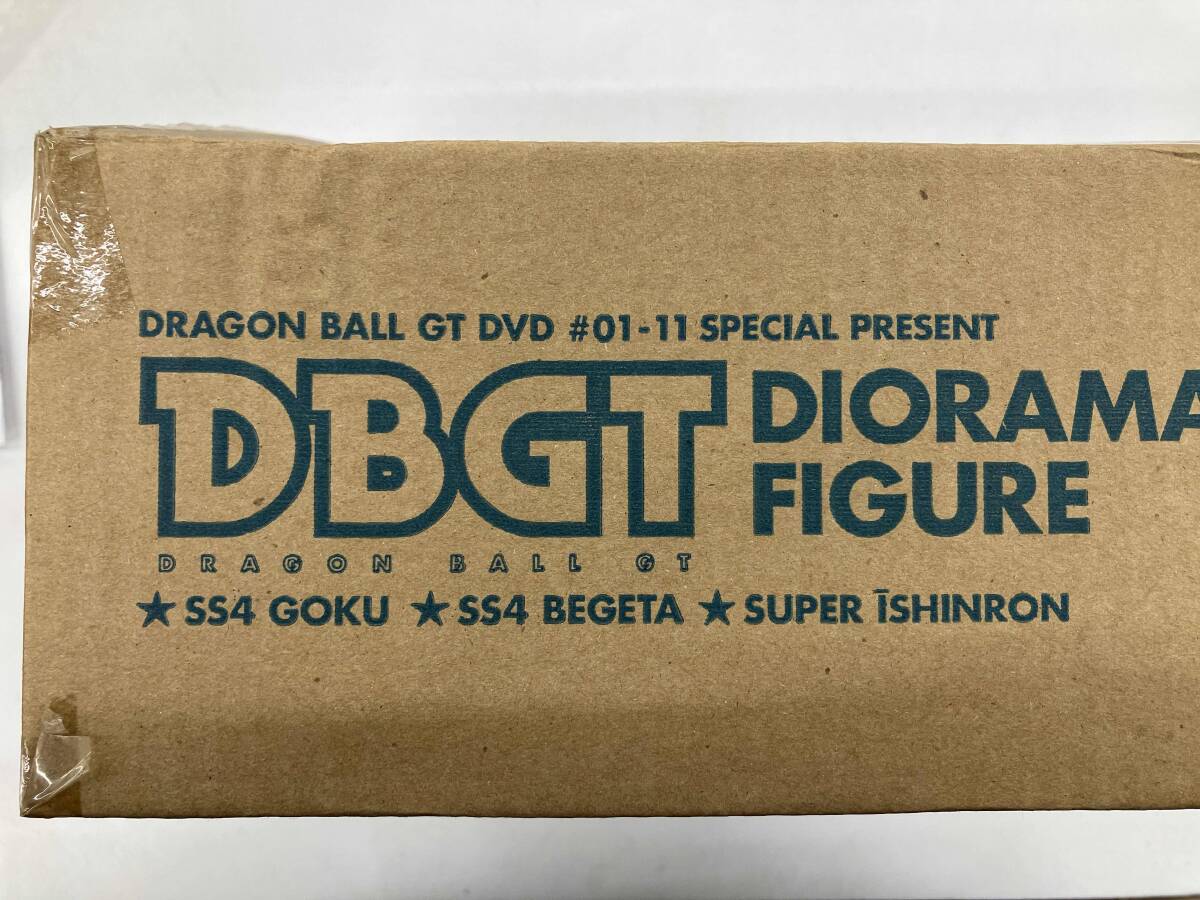 DRAGON BALL GT DVD #01-11 SPECIAL PRESENT
DBGT
DRAGON BALL GT
DIORAMA
FIGURE
★SS4 GOKU ★SS4 BEGETA ★SUPER ĪSHINRON